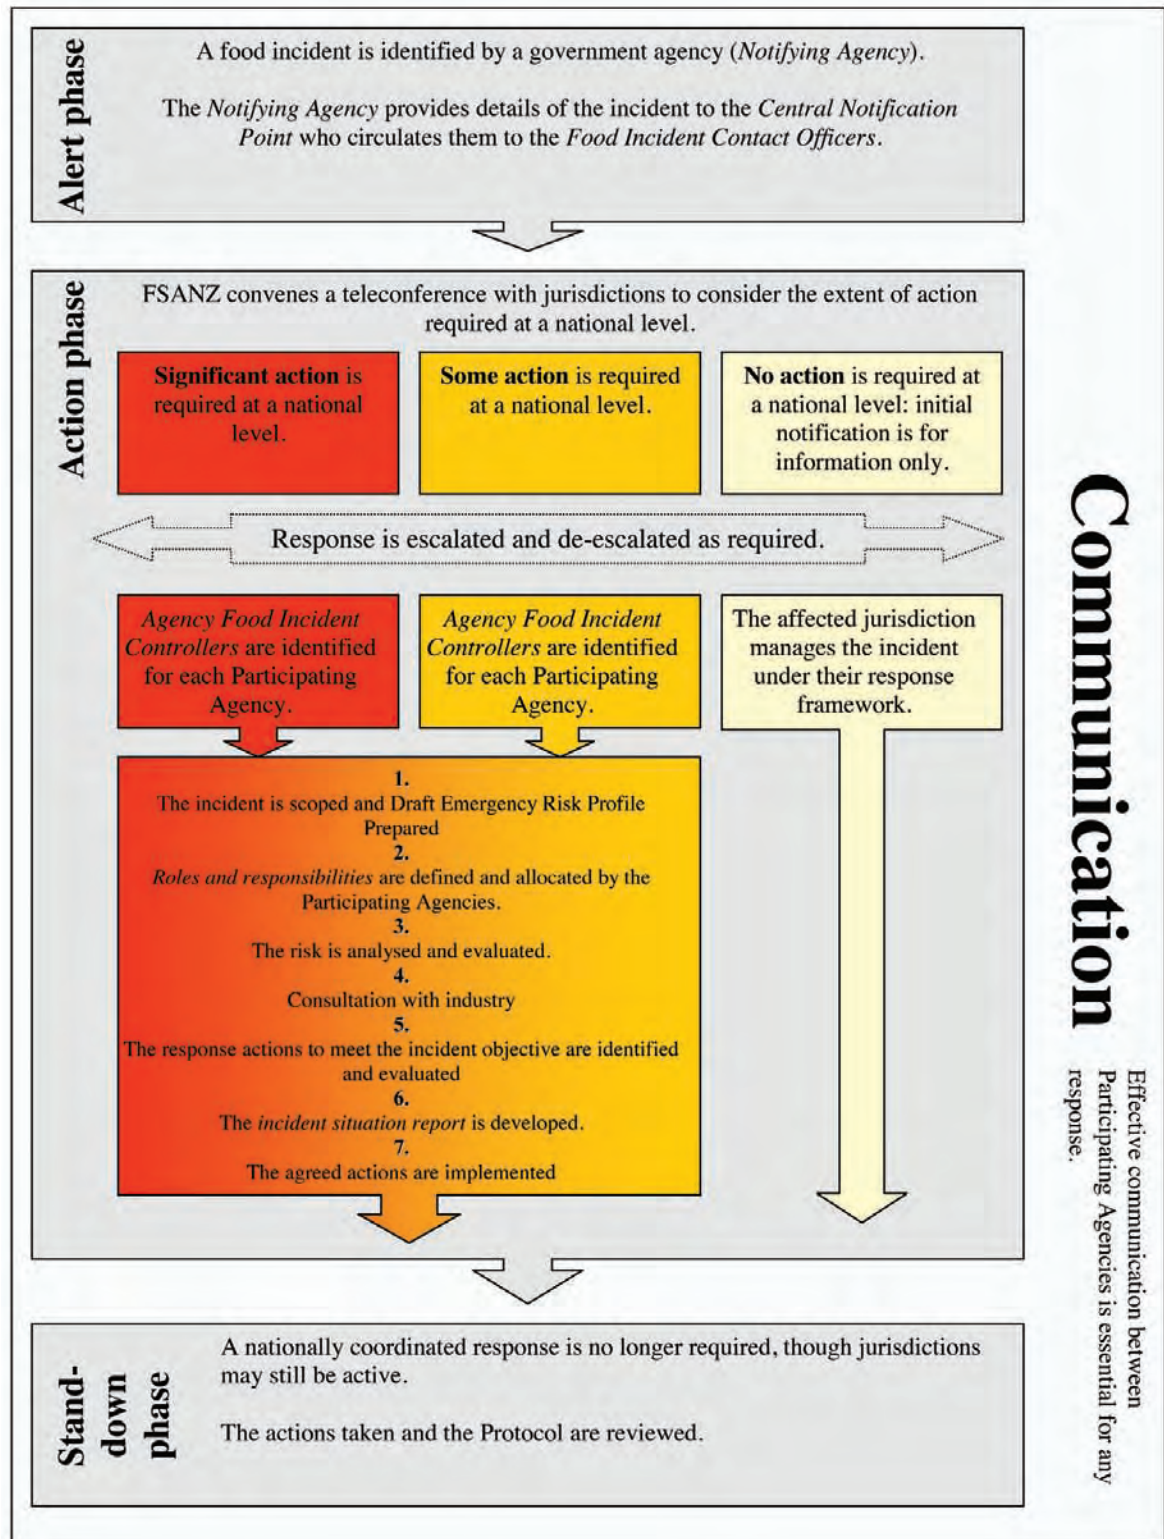 Alert phase
A food incident is identified by a government agency (Notifying Agency).
The Notifying Agency provides details of the incident to the Central Notification
Point who circulates them to the Food Incident Contact Officers.
Action phase
FSANZ convenes a teleconference with jurisdictions to consider the extent of action
required at a national level.
Significant action is
required at a national
level.
Some action is required
at a national level.
No action is required at
a national level: initial
notification is for
information only.
Response is escalated and de-escalated as required.
Agency Food Incident
Controllers are identified
for each Participating
Agency.
Agency Food Incident
Controllers are identified
for each Participating
Agency.
The affected jurisdiction
manages the incident
under their response
framework.
1.
The incident is scoped and Draft Emergency Risk Profile
Prepared
2.
Roles and responsibilities are defined and allocated by the
Participating Agencies.
3.
The risk is analysed and evaluated.
4.
Consultation with industry
5.
The response actions to meet the incident objective are identified
and evaluated
6.
The incident situation report is developed.
7.
The agreed actions are implemented
Stand-
down
phase
A nationally coordinated response is no longer required, though jurisdictions
may still be active.
The actions taken and the Protocol are reviewed.
Communication
Effective communication between
Participating Agencies is essential for any
response.